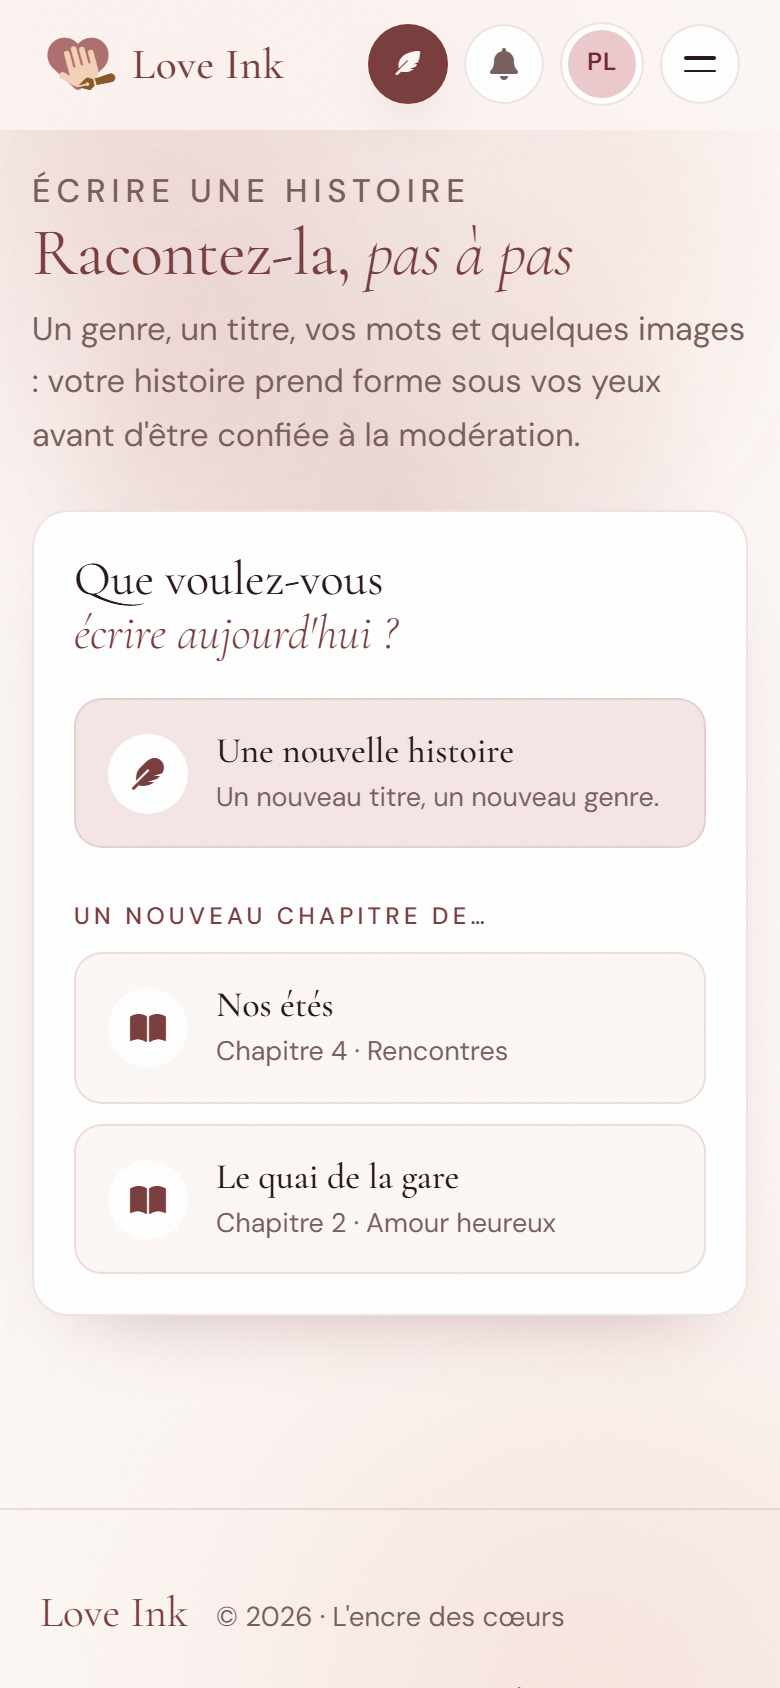 Love Ink
PL
ÉCRIRE UNE HISTOIRE
Racontez-la, pas à pas
Un genre, un titre, vos mots et quelques images
: votre histoire prend forme sous vos yeux
avant d'être confiée à la modération.
Que voulez-vous
écrire aujourd'hui ?
Une nouvelle histoire
Un nouveau titre, un nouveau genre.
UN NOUVEAU CHAPITRE DE…
Nos étés
Chapitre 4 · Rencontres
Le quai de la gare
Chapitre 2 · Amour heureux
Love Ink © 2026 · L'encre des cœurs